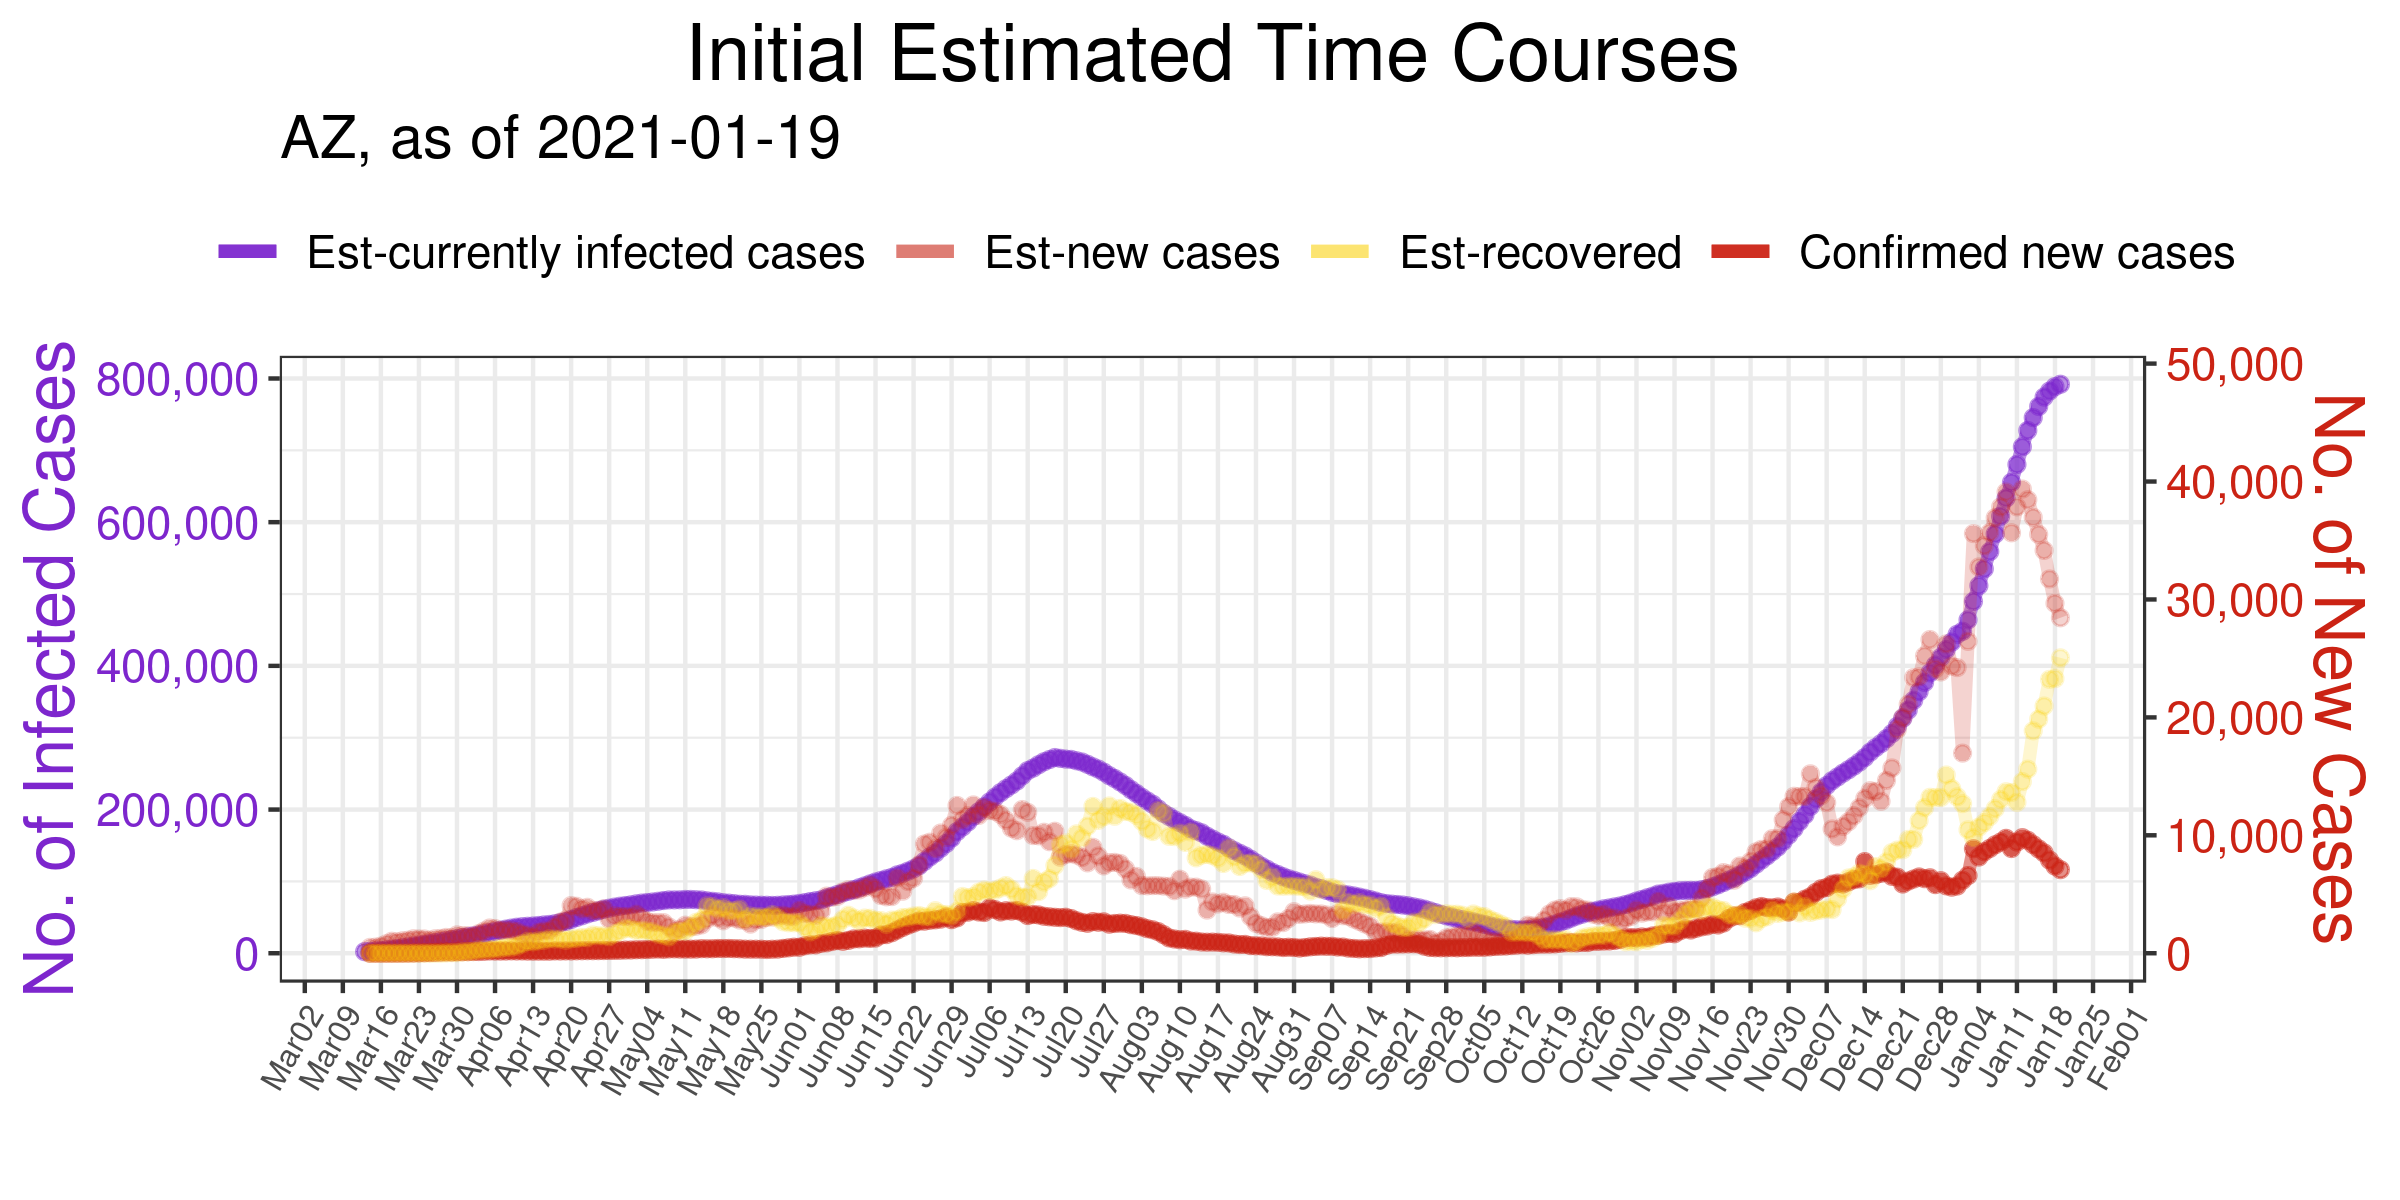 Initial Estimated Time Courses
AZ, as of 2021-01-19
Est-currently infected cases Est-new cases Est-recovered Confirmed new cases
No. of Infected Cases
800,000
600,000
400,000
200,000
0
50,000
40,000
30,000
20,000
10,000
0
No. of New Cases
Mar02 Mar09 Mar16 Mar23 Mar30 Apr06 Apr13 Apr20 Apr27 May04 May11 May18 May25 Jun01 Jun08 Jun15 Jun22 Jun29 Jul06 Jul13 Jul20 Jul27 Aug03 Aug10 Aug17 Aug24 Aug31 Sep07 Sep14 Sep21 Sep28 Oct05 Oct12 Oct19 Oct26 Nov02 Nov09 Nov16 Nov23 Nov30 Dec07 Dec14 Dec21 Dec28 Jan04 Jan11 Jan18 Jan25 Feb01